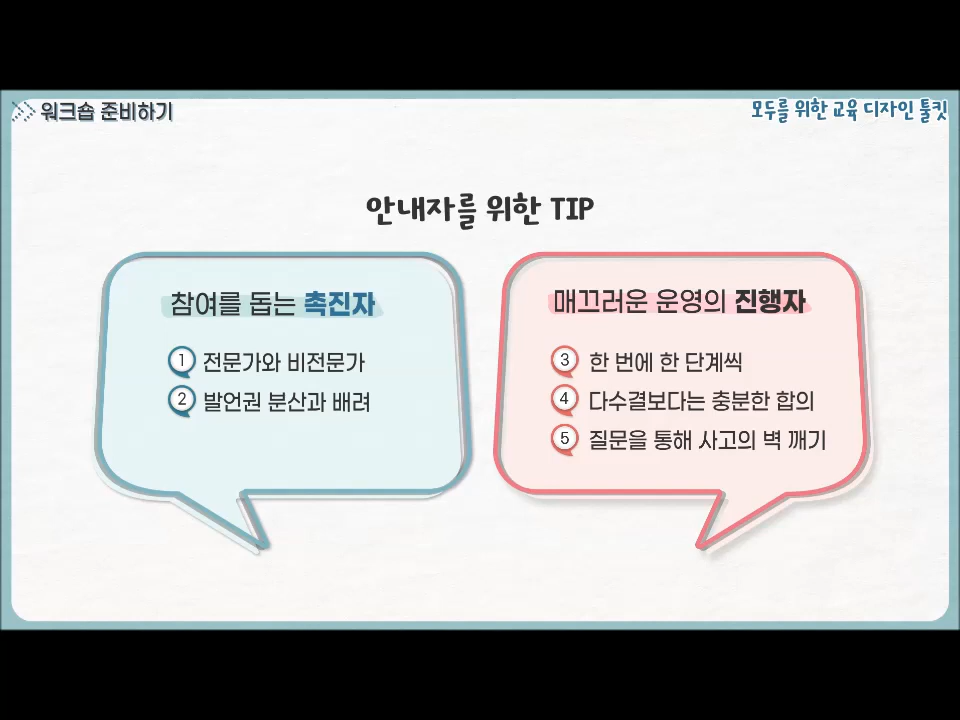 워크숍 준비하기
모두를 위한 교육 디자인 툴킷
안내자를 위한 TIP
참여를 돕는 촉진자
1 전문가와 비전문가
2 발언권 분산과 배려
매끄러운 운영의 진행자
3 한 번에 한 단계씩
4 다수결보다는 충분한 합의
5 질문을 통해 사고의 벽 깨기